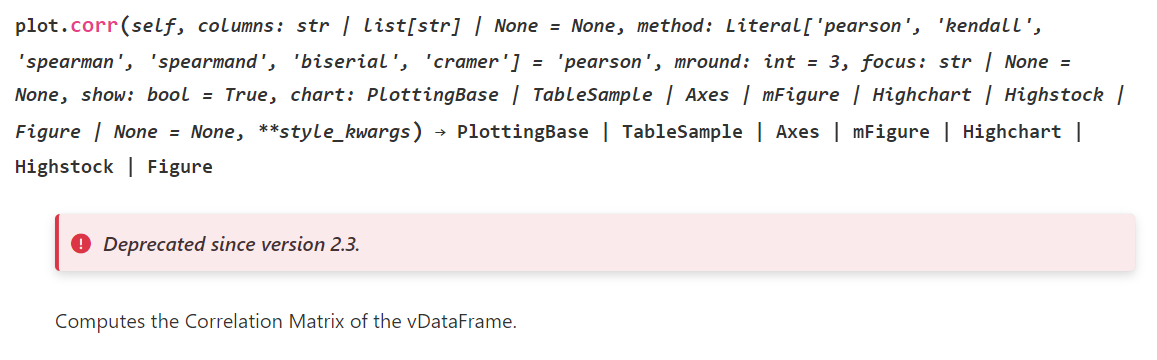 plot.corr(self, columns: str | list[str] | None = None, method: Literal['pearson', 'kendall',
'spearman', 'spearmand', 'biserial', 'cramer'] = 'pearson', mround: int = 3, focus: str | None =
None, show: bool = True, chart: PlottingBase | TableSample | Axes | mFigure | Highchart | Highstock |
Figure | None = None, **style_kwargs) → PlottingBase | TableSample | Axes | mFigure | Highchart |
Highstock | Figure
Deprecated since version 2.3.
Computes the Correlation Matrix of the vDataFrame.